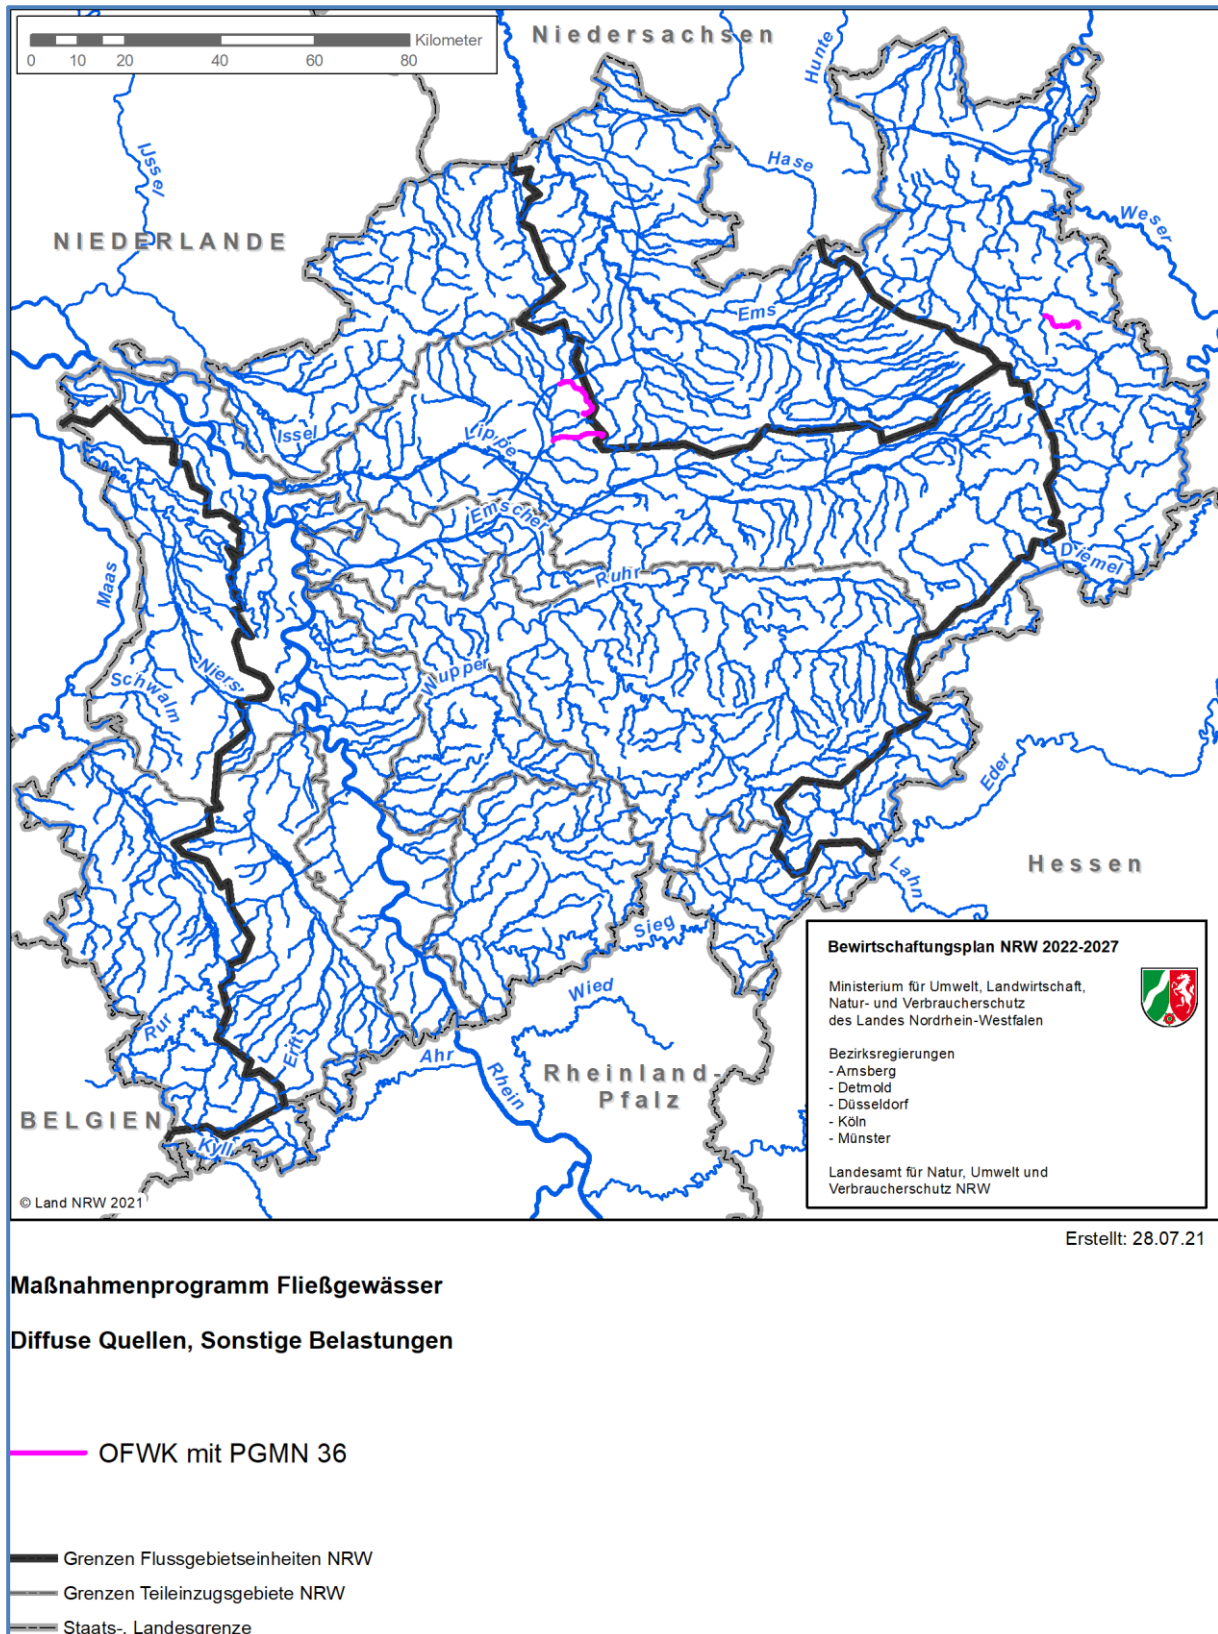 Kilometer
0 10 20 40 60 80
Niedersachsen
Hunte
Hase
IJssel
Weser
NIEDERLANDE
Ems
Issel
Lippe
Emscher
Diemel
Ruhr
Maas
Wupper
Niers
Schwalm
Eder
Hessen
Lahn
Sieg
Wied
Rur
Erft
Ahr
Rhein
Rheinland-
Pfalz
BELGIEN
Kyll
Bewirtschaftungsplan NRW 2022-2027
Ministerium für Umwelt, Landwirtschaft,
Natur- und Verbraucherschutz
des Landes Nordrhein-Westfalen
Bezirksregierungen
- Arnsberg
- Detmold
- Düsseldorf
- Köln
- Münster
Landesamt für Natur, Umwelt und
Verbraucherschutz NRW
© Land NRW 2021
Erstellt: 28.07.21
Maßnahmenprogramm Fließgewässer
Diffuse Quellen, Sonstige Belastungen
OFWK mit PGMN 36
Grenzen Flussgebietseinheiten NRW
Grenzen Teileinzugsgebiete NRW
Staats-, Landesgrenze